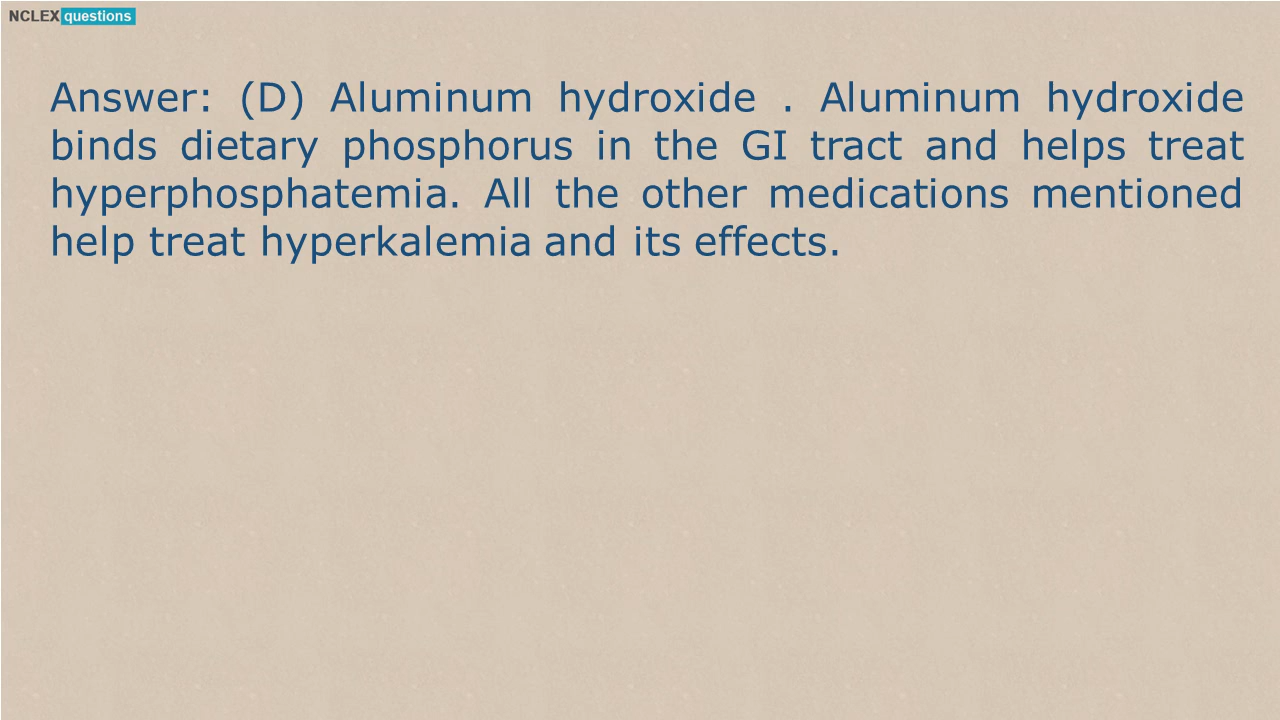 NCLEX questions
Answer: (D) Aluminum hydroxide . Aluminum hydroxide
binds dietary phosphorus in the GI tract and helps treat
hyperphosphatemia. All the other medications mentioned
help treat hyperkalemia and its effects.